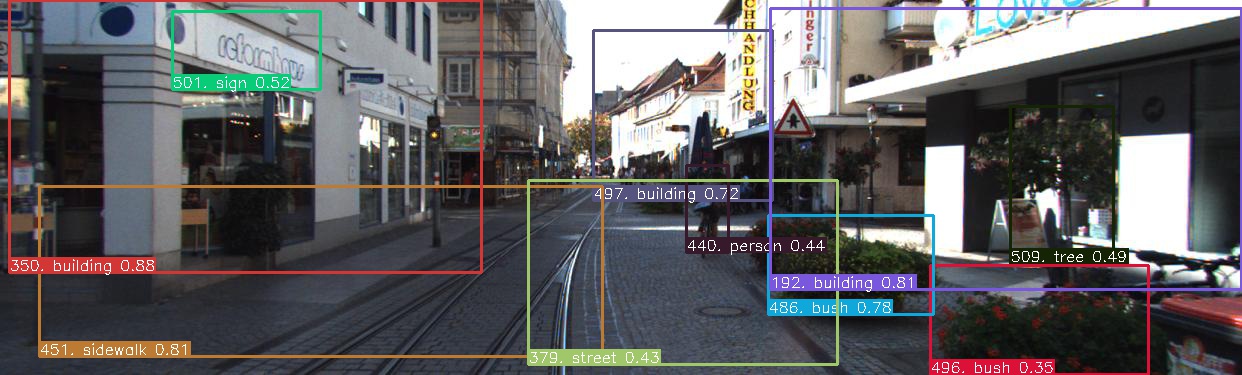 reformhaus
501. sign 0.52
CHHANDLUNG
inger
LOWE
497. building 0.72
440. person 0.44
509. tree 0.49
350. building 0.88
192. building 0.81
486. bush 0.78
451. sidewalk 0.81
379. street 0.43
496. bush 0.35